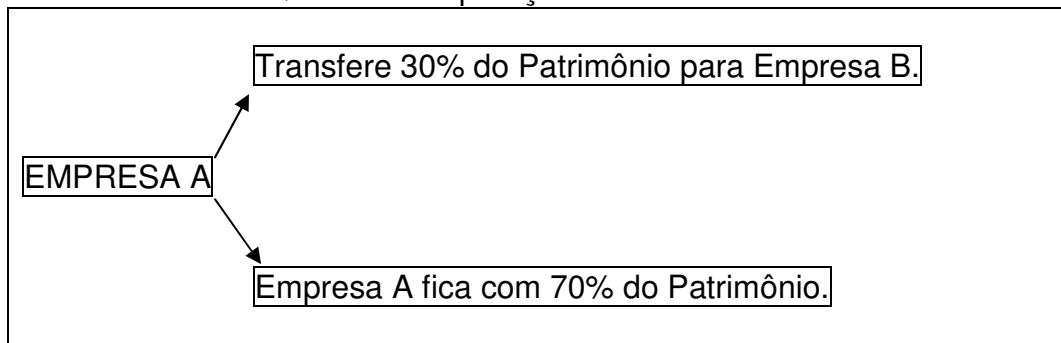 Transfere 30% do Patrimônio para Empresa B.
EMPRESA A
Empresa A fica com 70% do Patrimônio.